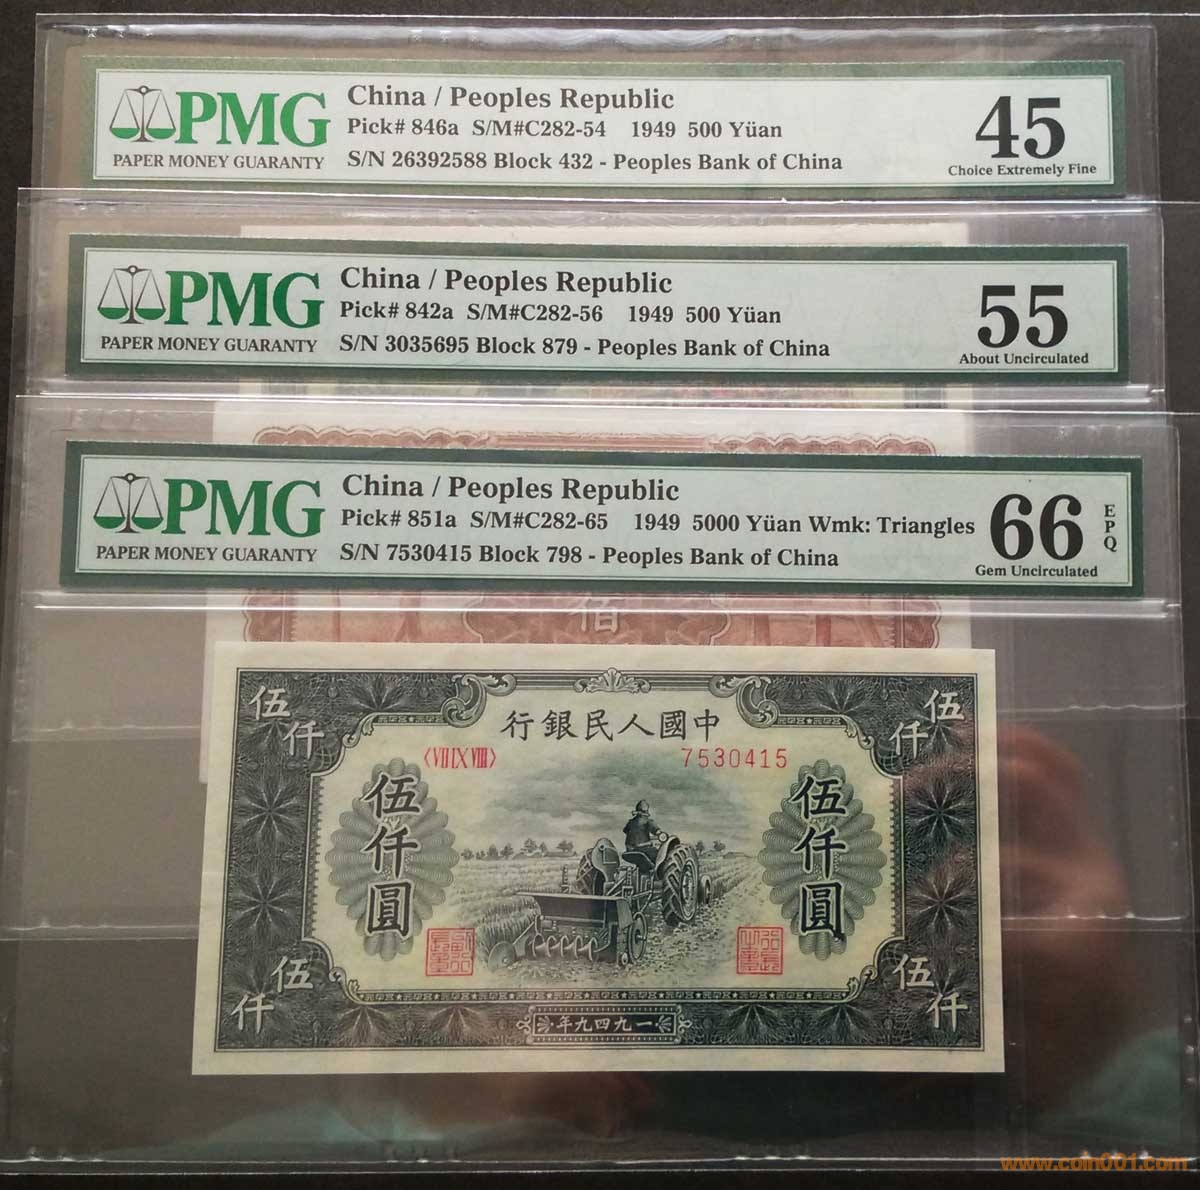 PMG
PAPER MONEY GUARANTY
China / Peoples Republic
Pick# 846a S/M#C282-54 1949 500 Yüan
S/N 26392588 Block 432 - Peoples Bank of China
45
Choice Extremely Fine
PMG
PAPER MONEY GUARANTY
China / Peoples Republic
Pick# 842a S/M#C282-56 1949 500 Yüan
S/N 3035695 Block 879 - Peoples Bank of China
55
About Uncirculated
PMG
PAPER MONEY GUARANTY
China / Peoples Republic
Pick# 851a S/M#C282-65 1949 5000 Yüan Wmk: Triangles
S/N 7530415 Block 798 - Peoples Bank of China
66
EPQ
Gem Uncirculated
佰
伍仟
伍仟
行銀民人國中
〈VII IX VIII〉
7530415
伍仟圓
伍仟圓
伍仟
伍仟
年九四九一
www.coin001.com